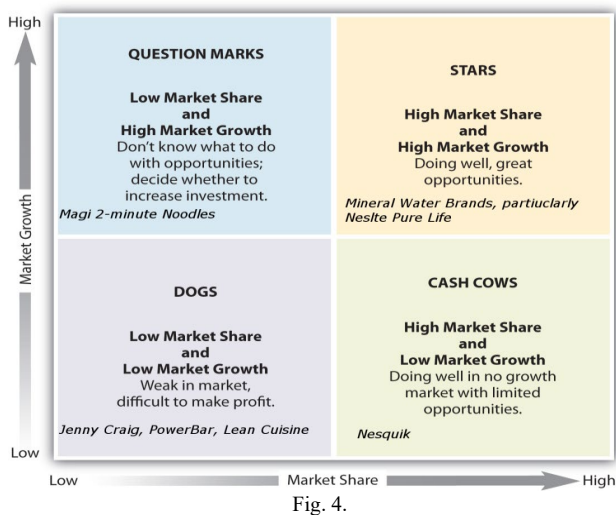 High
QUESTION MARKS
Low Market Share
and
High Market Growth
Don't know what to do
with opportunities;
decide whether to
increase investment.
Magi 2-minute Noodles
STARS
High Market Share
and
High Market Growth
Doing well, great
opportunities.
Mineral Water Brands, partiuclarly
Neslte Pure Life
Market Growth
DOGS
Low Market Share
and
Low Market Growth
Weak in market,
difficult to make profit.
Jenny Craig, PowerBar, Lean Cuisine
CASH COWS
High Market Share
and
Low Market Growth
Doing well in no growth
market with limited
opportunities.
Nesquik
Low
Low
Market Share
High
Fig. 4.